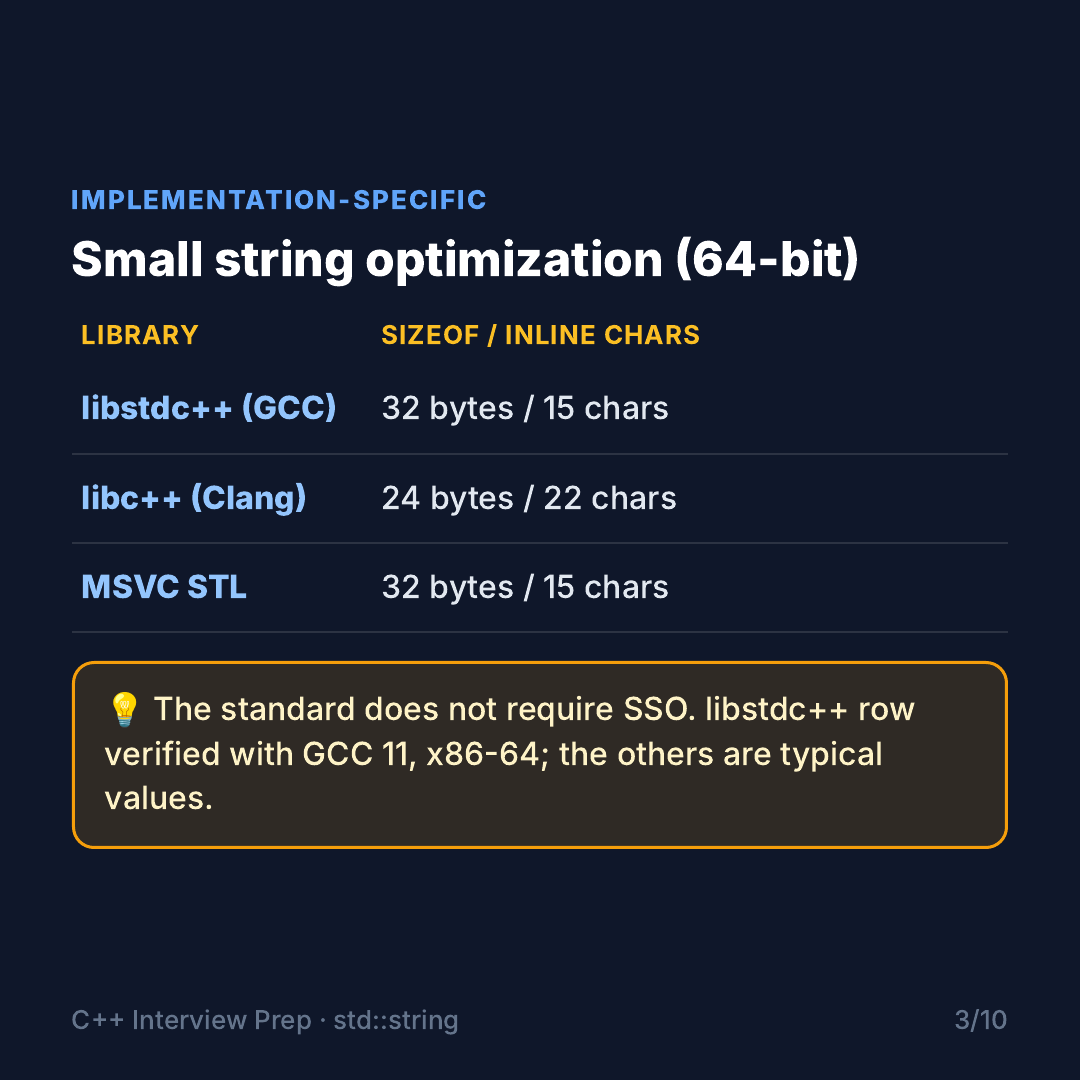 IMPLEMENTATION-SPECIFIC
Small string optimization (64-bit)
LIBRARY SIZEOF / INLINE CHARS
libstdc++ (GCC) 32 bytes / 15 chars
libc++ (Clang) 24 bytes / 22 chars
MSVC STL 32 bytes / 15 chars
💡 The standard does not require SSO. libstdc++ row
verified with GCC 11, x86-64; the others are typical
values.
C++ Interview Prep · std::string 3/10